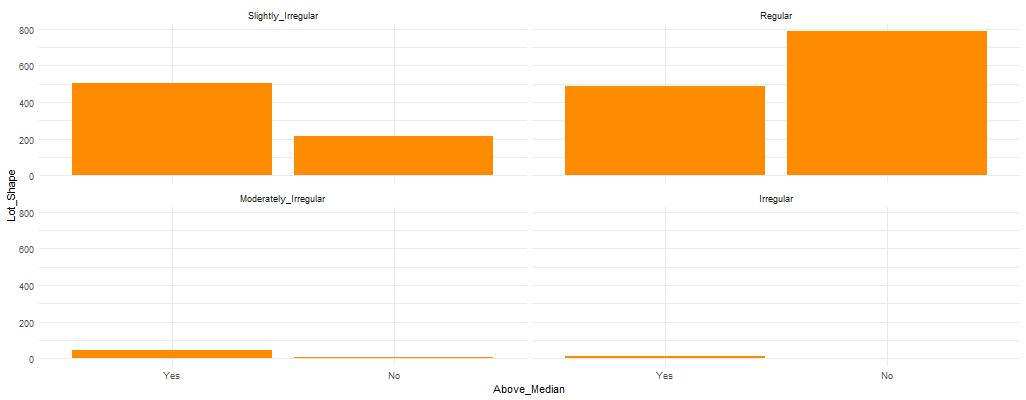 Slightly_Irregular
Regular
800
600
400
200
0
Moderately_Irregular
Irregular
800
600
400
200
0
Lot_Shape
Yes
No
Yes
No
Above_Median